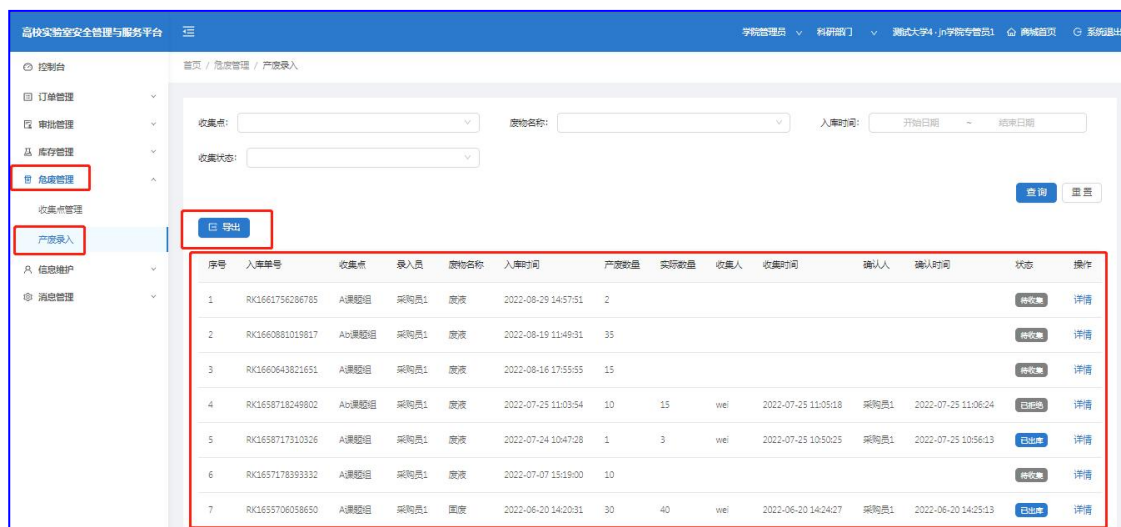 高校实验室安全管理与服务平台 学院管理员 科研部门 测试大学4 - jn学院专管员1 商城首页 系统退出
控制台
首页 / 危废管理 / 产废录入
订单管理
审批管理
库存管理
危废管理
收集点管理
产废录入
信息维护
消息管理
收集点: 废物名称: 入库时间: 开始日期 ~ 结束日期
收集状态:
查询 重置
导出
序号 入库单号 收集点 录入员 废物名称 入库时间 产废数量 实际数量 收集人 收集时间 确认人 确认时间 状态 操作
1 RK1661756286785 A课题组 采购员1 废液 2022-08-29 14:57:51 2 待收集 详情
2 RK1660881019817 Ab课题组 采购员1 废液 2022-08-19 11:49:31 35 待收集 详情
3 RK1660643821651 A课题组 采购员1 废液 2022-08-16 17:55:55 15 待收集 详情
4 RK1658718249802 Ab课题组 采购员1 废液 2022-07-25 11:03:54 10 15 wei 2022-07-25 11:05:18 采购员1 2022-07-25 11:06:24 已拒绝 详情
5 RK1658717310326 A课题组 采购员1 废液 2022-07-24 10:47:28 1 3 wei 2022-07-25 10:50:25 采购员1 2022-07-25 10:56:13 已出库 详情
6 RK1657178393332 A课题组 采购员1 废液 2022-07-07 15:19:00 10 待收集 详情
7 RK1655706058650 A课题组 采购员1 固废 2022-06-20 14:20:31 30 40 wei 2022-06-20 14:24:27 采购员1 2022-06-20 14:25:13 已出库 详情